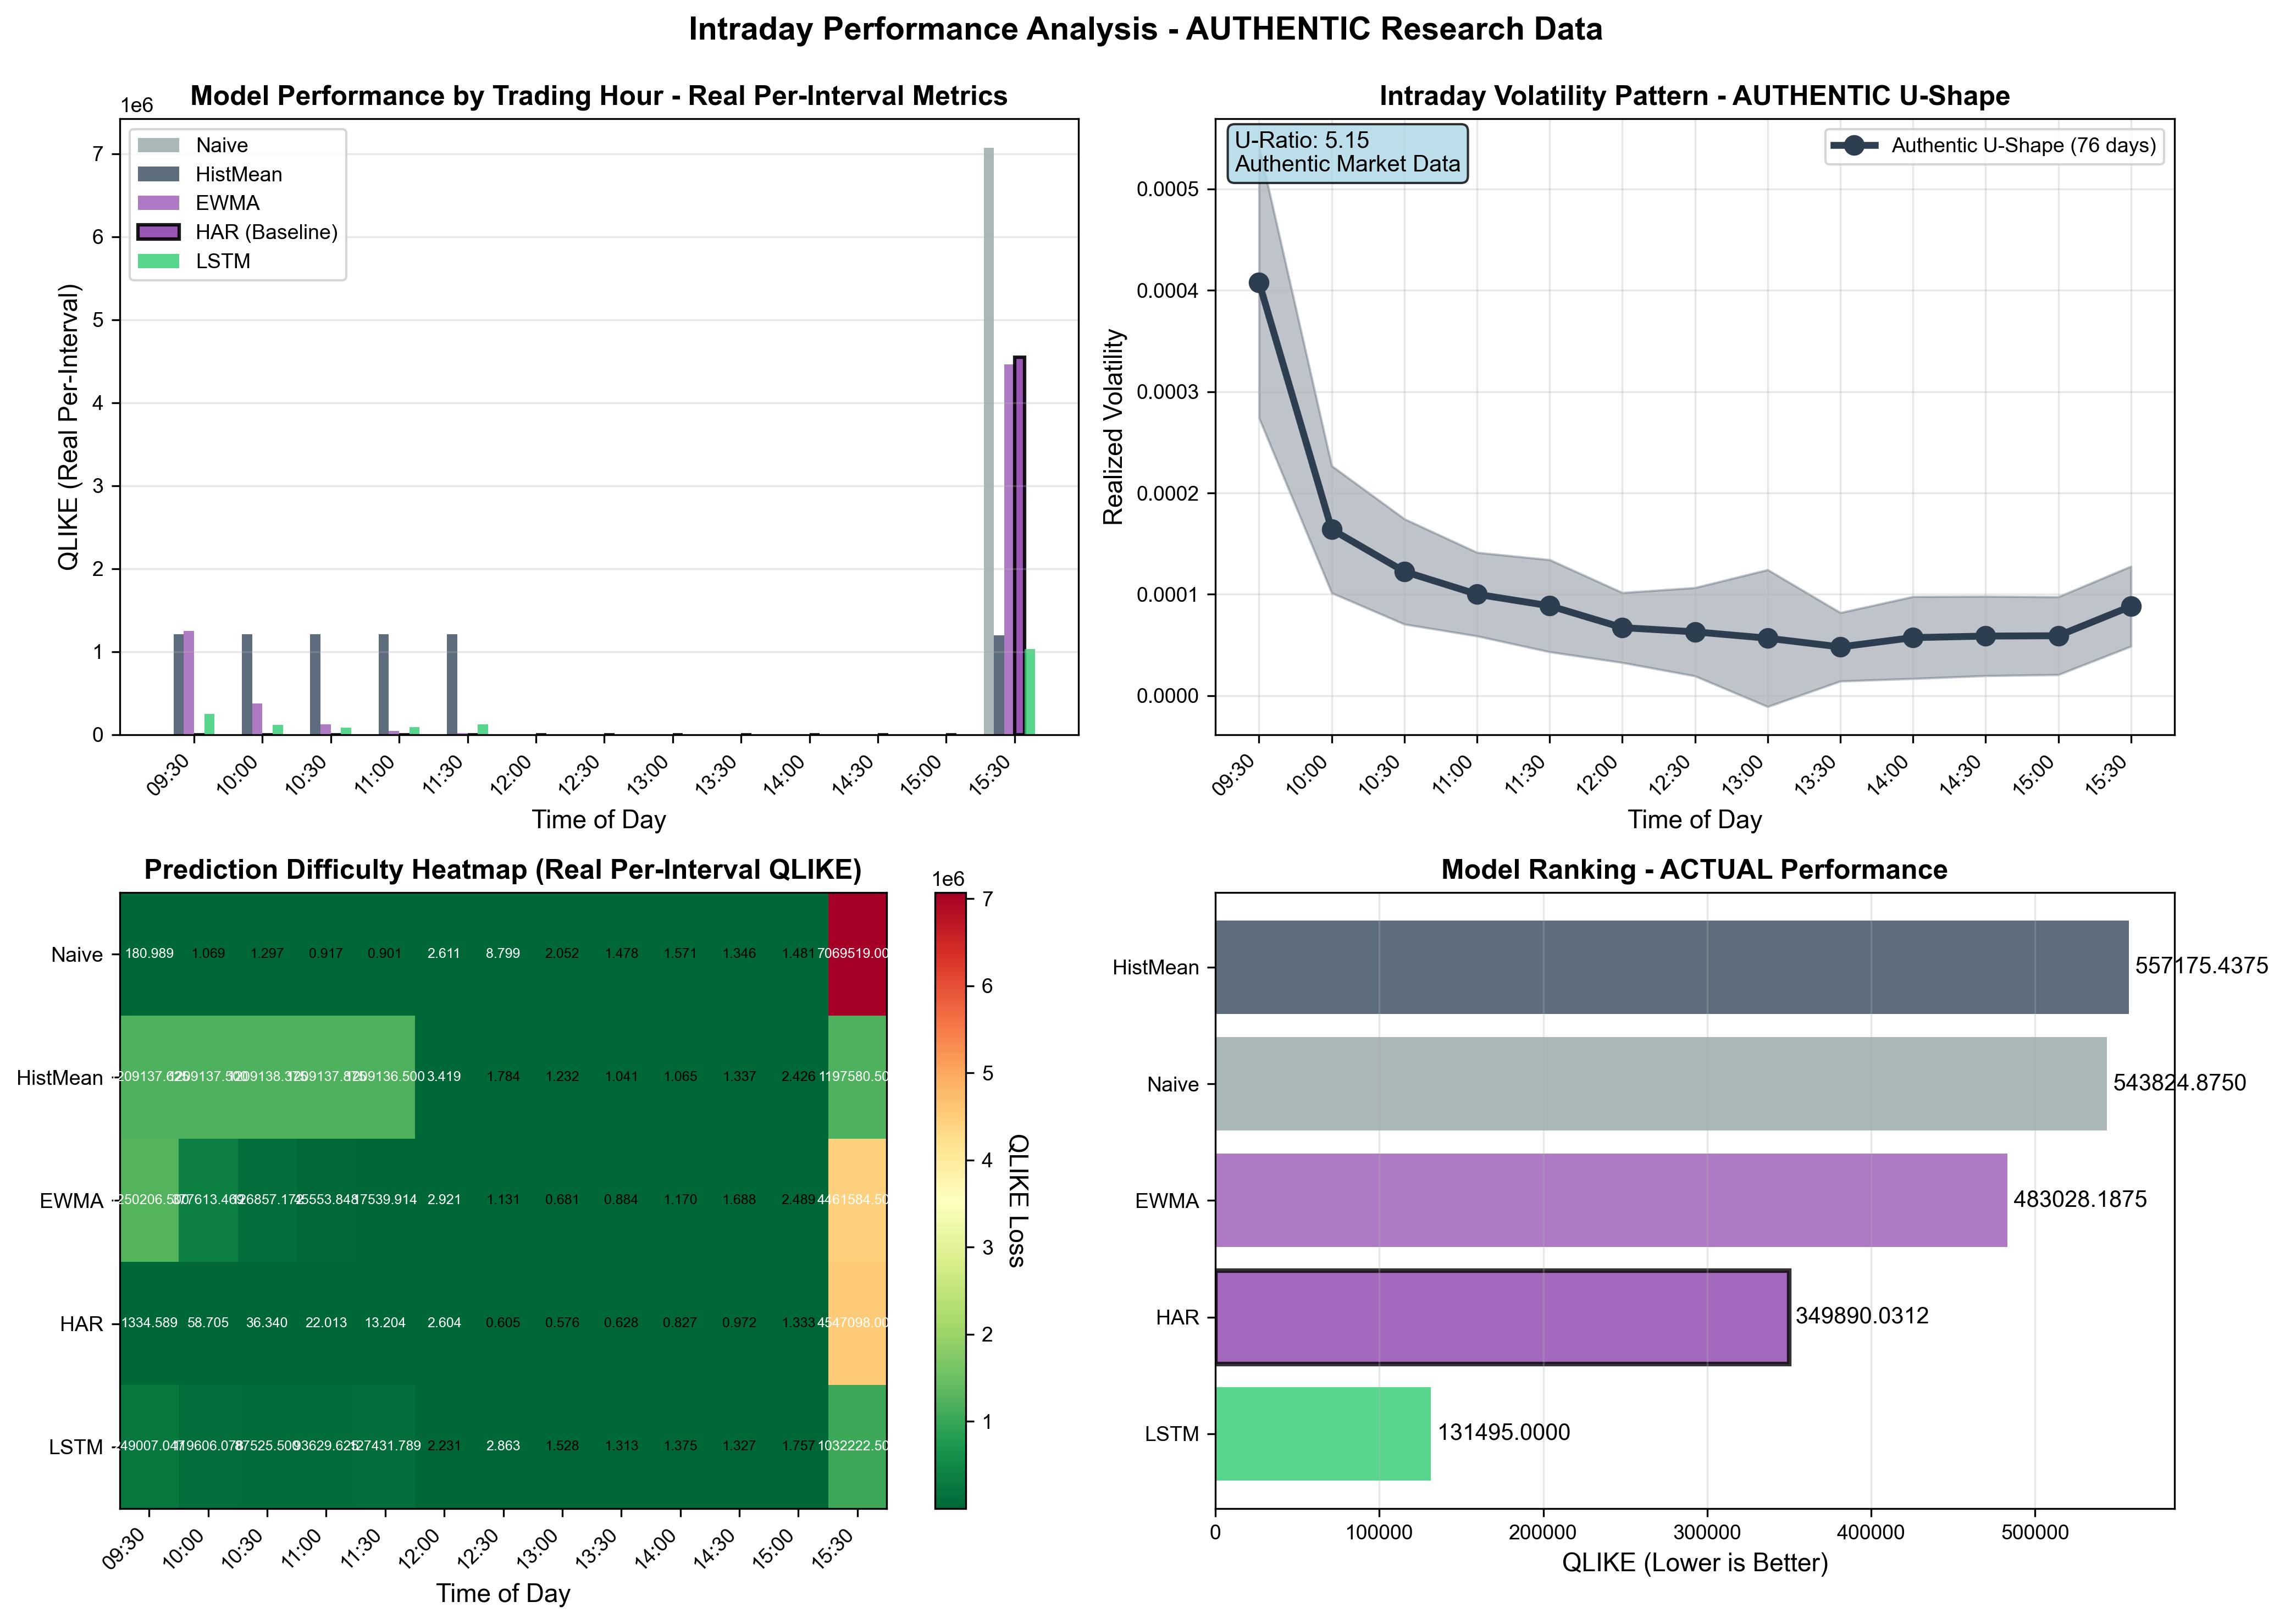 Intraday Performance Analysis - AUTHENTIC Research Data
Model Performance by Trading Hour - Real Per-Interval Metrics
1e6
Naive
HistMean
EWMA
HAR (Baseline)
LSTM
QLIKE (Real Per-Interval)
7
6
5
4
3
2
1
0
09:30
10:00
10:30
11:00
11:30
12:00
12:30
13:00
13:30
14:00
14:30
15:00
15:30
Time of Day
Intraday Volatility Pattern - AUTHENTIC U-Shape
U-Ratio: 5.15
Authentic Market Data
Authentic U-Shape (76 days)
Realized Volatility
0.0005
0.0004
0.0003
0.0002
0.0001
0.0000
09:30
10:00
10:30
11:00
11:30
12:00
12:30
13:00
13:30
14:00
14:30
15:00
15:30
Time of Day
Prediction Difficulty Heatmap (Real Per-Interval QLIKE)
Naive 180.989 1.069 1.297 0.917 0.901 2.611 8.799 2.052 1.478 1.571 1.346 1.481 7069519.00
HistMean 3.419 1.784 1.232 1.041 1.065 1.337 2.426 1197580.50
EWMA 2.921 1.131 0.681 0.884 1.170 1.688 2.489 4461584.50
HAR 1334.589 58.705 36.340 22.013 13.204 2.604 0.605 0.576 0.628 0.827 0.972 1.333 4547098.00
LSTM 2.231 2.863 1.528 1.313 1.375 1.327 1.757 1032222.50
09:30
10:00
10:30
11:00
11:30
12:00
12:30
13:00
13:30
14:00
14:30
15:00
15:30
Time of Day
1e6
7
6
5
4
3
2
1
QLIKE Loss
Model Ranking - ACTUAL Performance
HistMean 557175.4375
Naive 543824.8750
EWMA 483028.1875
HAR 349890.0312
LSTM 131495.0000
0
100000
200000
300000
400000
500000
QLIKE (Lower is Better)